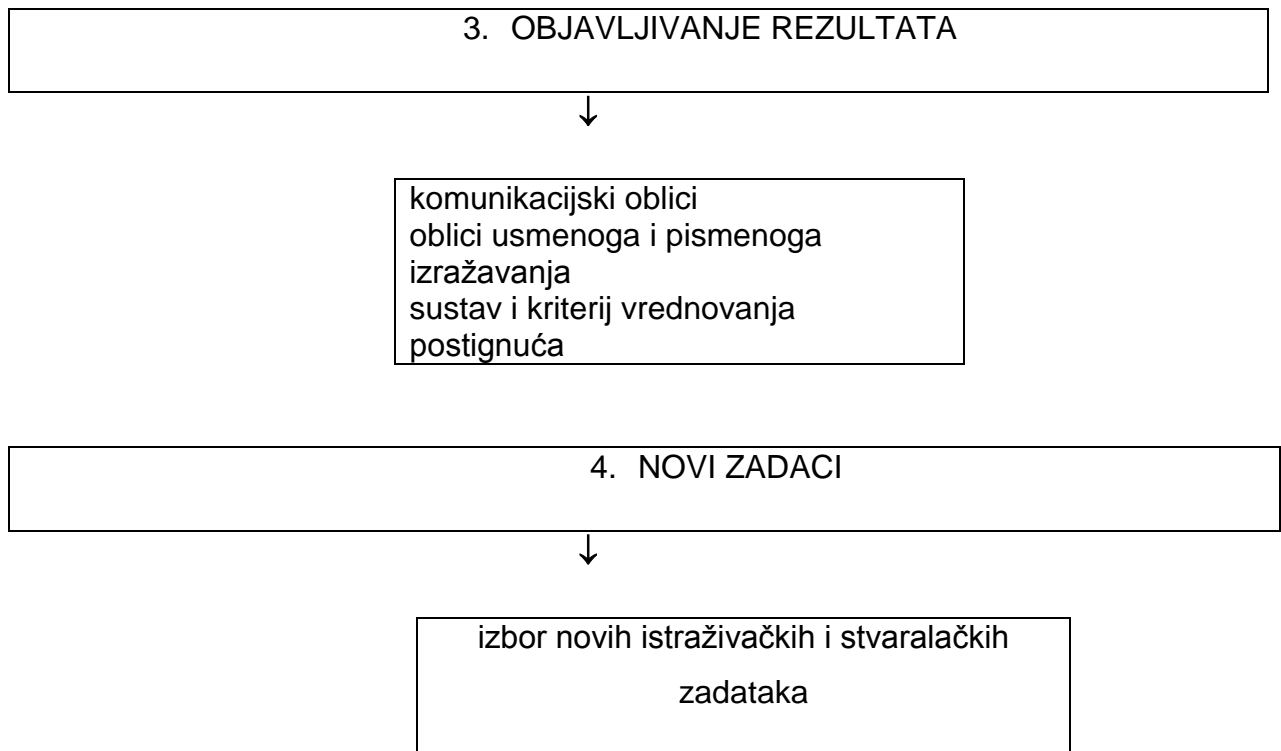 3. OBJAVLJIVANJE REZULTATA
↓
komunikacijski oblici
oblici usmenoga i pismenoga
izražavanja
sustav i kriterij vrednovanja
postignuća
4. NOVI ZADACI
↓
izbor novih istraživačkih i stvaralačkih
zadataka